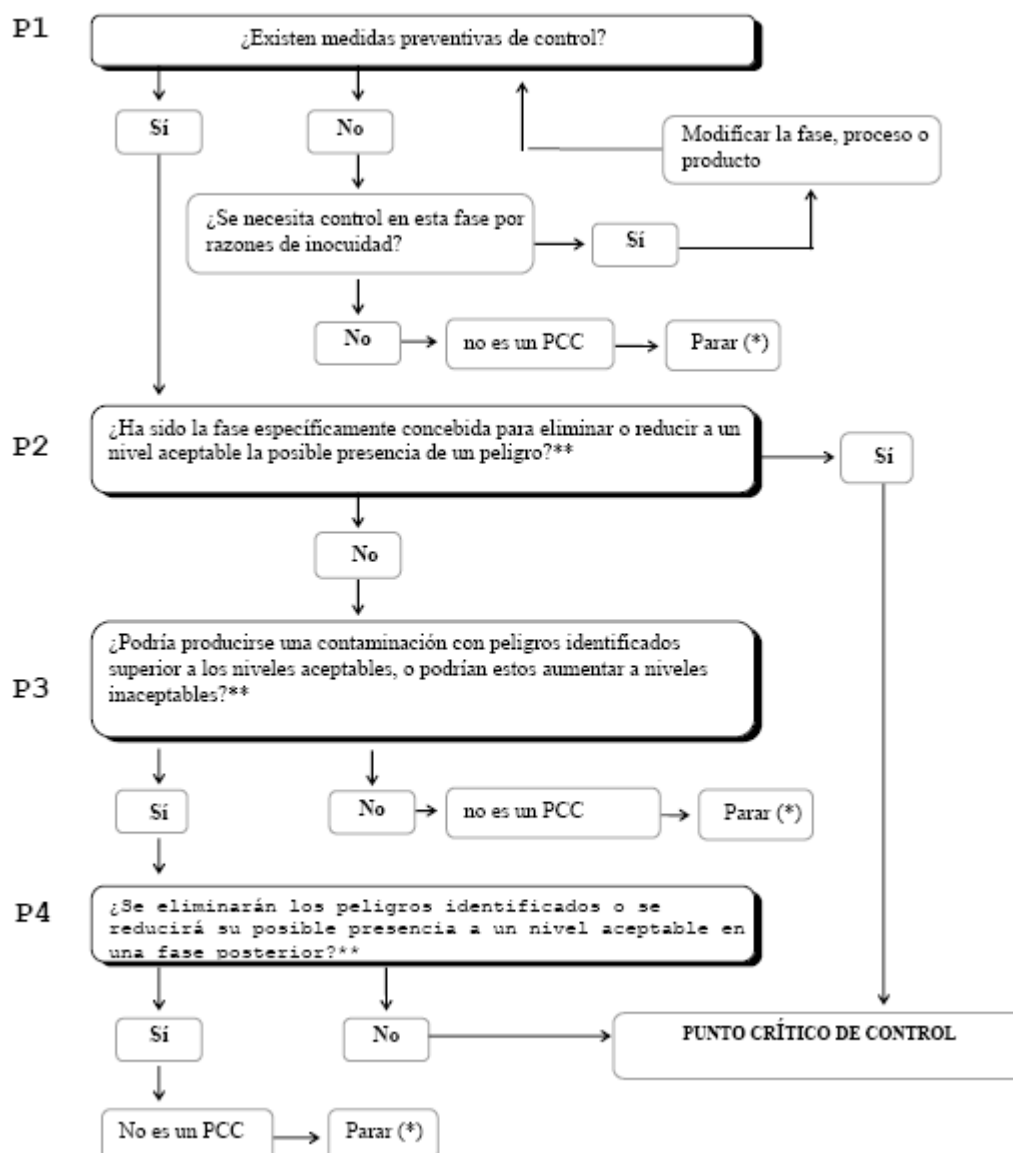 P1
¿Existen medidas preventivas de control?
Sí
No
Modificar la fase, proceso o
producto
¿Se necesita control en esta fase por
razones de inocuidad?
Sí
No
no es un PCC
Parar (*)
P2
¿Ha sido la fase específicamente concebida para eliminar o reducir a un
nivel aceptable la posible presencia de un peligro?**
Sí
No
P3
¿Podría producirse una contaminación con peligros identificados
superior a los niveles aceptables, o podrían estos aumentar a niveles
inaceptables?**
Sí
No
no es un PCC
Parar (*)
P4
¿Se eliminarán los peligros identificados o se
reducirá su posible presencia a un nivel aceptable en
una fase posterior?**
Sí
No
PUNTO CRÍTICO DE CONTROL
No es un PCC
Parar (*)